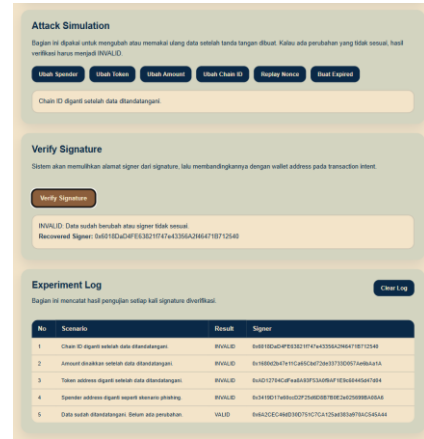 Attack Simulation
Bagian ini dipakai untuk mengubah atau memakai ulang data setelah tanda tangan dibuat. Kalau ada perubahan yang tidak sesuai, hasil
verifikasi harus menjadi INVALID.
Ubah Spender Ubah Token Ubah Amount Ubah Chain ID Replay Nonce Buat Expired
Chain ID diganti setelah data ditandatangani.
Verify Signature
Sistem akan memulihkan alamat signer dari signature, lalu membandingkannya dengan wallet address pada transaction intent.
Verify Signature
INVALID: Data sudah berubah atau signer tidak sesuai.
Recovered Signer:
Experiment Log
Clear Log
Bagian ini mencatat hasil pengujian setiap kali signature diverifikasi.
No Scenario Result Signer
1 Chain ID diganti setelah data ditandatangani. INVALID
2 Amount dinaikkan setelah data ditandatangani. INVALID
3 Token address diganti setelah data ditandatangani. INVALID
4 Spender address diganti seperti skenario phishing. INVALID
5 Data sudah ditandatangani. Belum ada perubahan. VALID